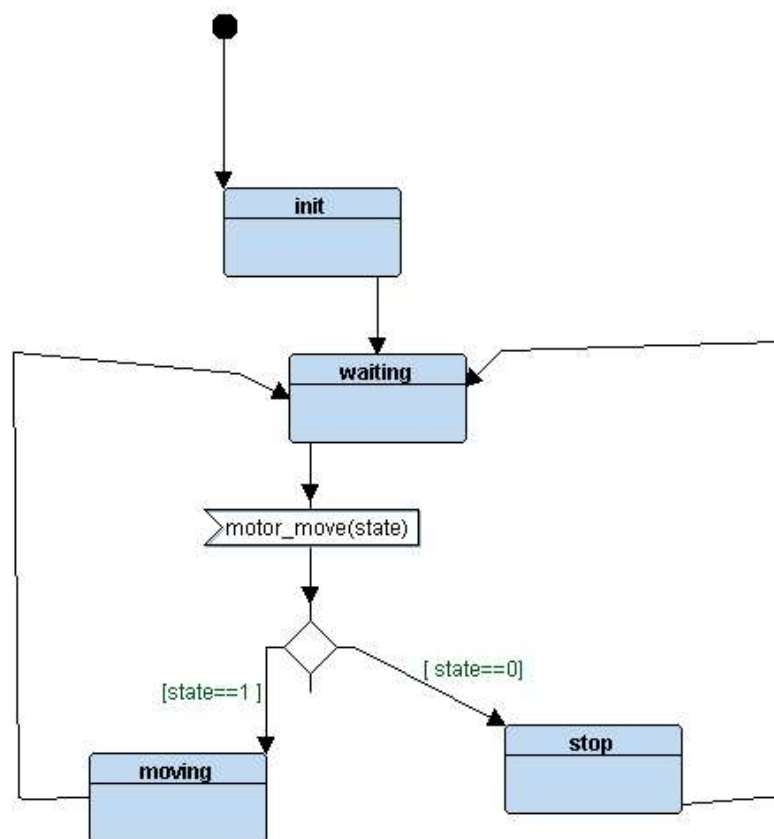 init
waiting
motor_move(state)
[state==1 ]
[ state==0]
stop
moving